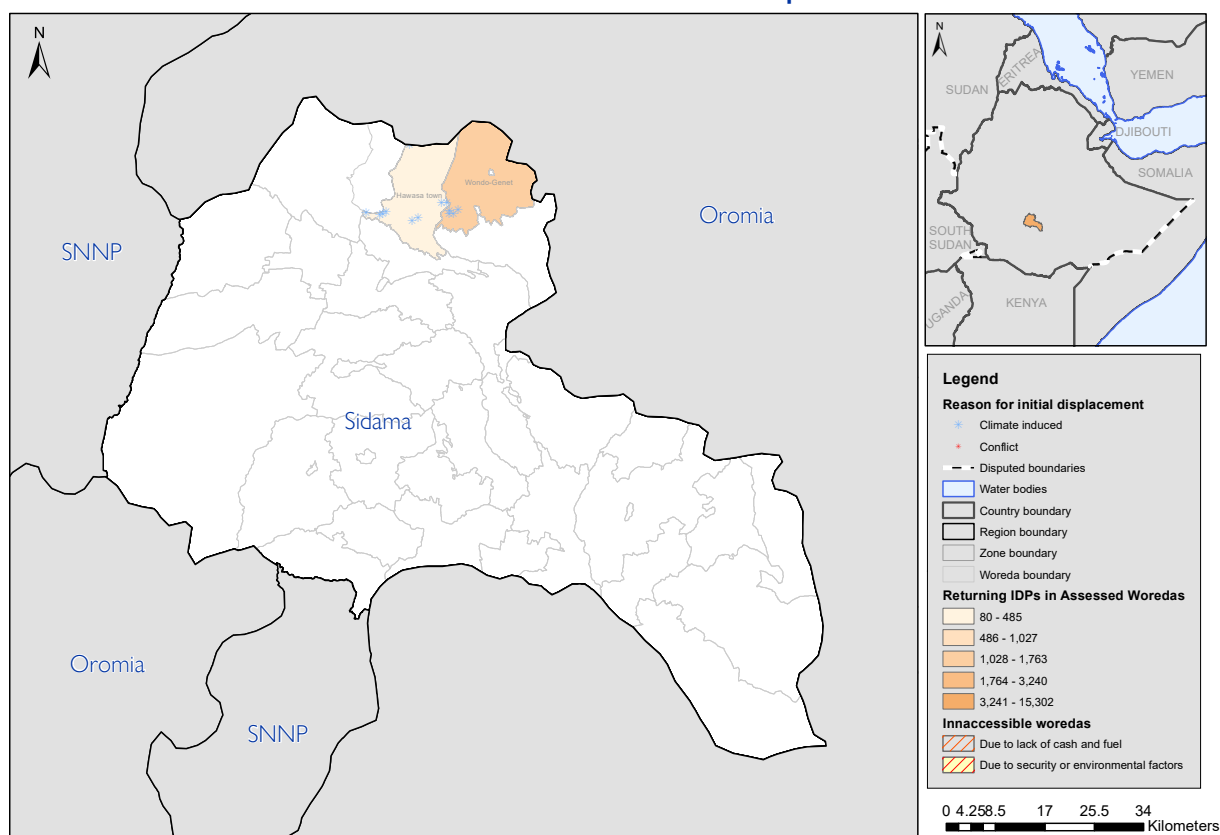 N
SNNP
Hawasa town
Wondo-Genet
Oromia
Sidama
Oromia
SNNP
N
SUDAN
ERITREA
YEMEN
DJIBOUTI
SOMALIA
SOUTH
SUDAN
UGANDA
KENYA
Legend
Reason for initial displacement
Climate induced
Conflict
Disputed boundaries
Water bodies
Country boundary
Region boundary
Zone boundary
Woreda boundary
Returning IDPs in Assessed Woredas
80 - 485
486 - 1,027
1,028 - 1,763
1,764 - 3,240
3,241 - 15,302
Innaccessible woredas
Due to lack of cash and fuel
Due to security or environmental factors
0 4.25 8.5 17 25.5 34
Kilometers